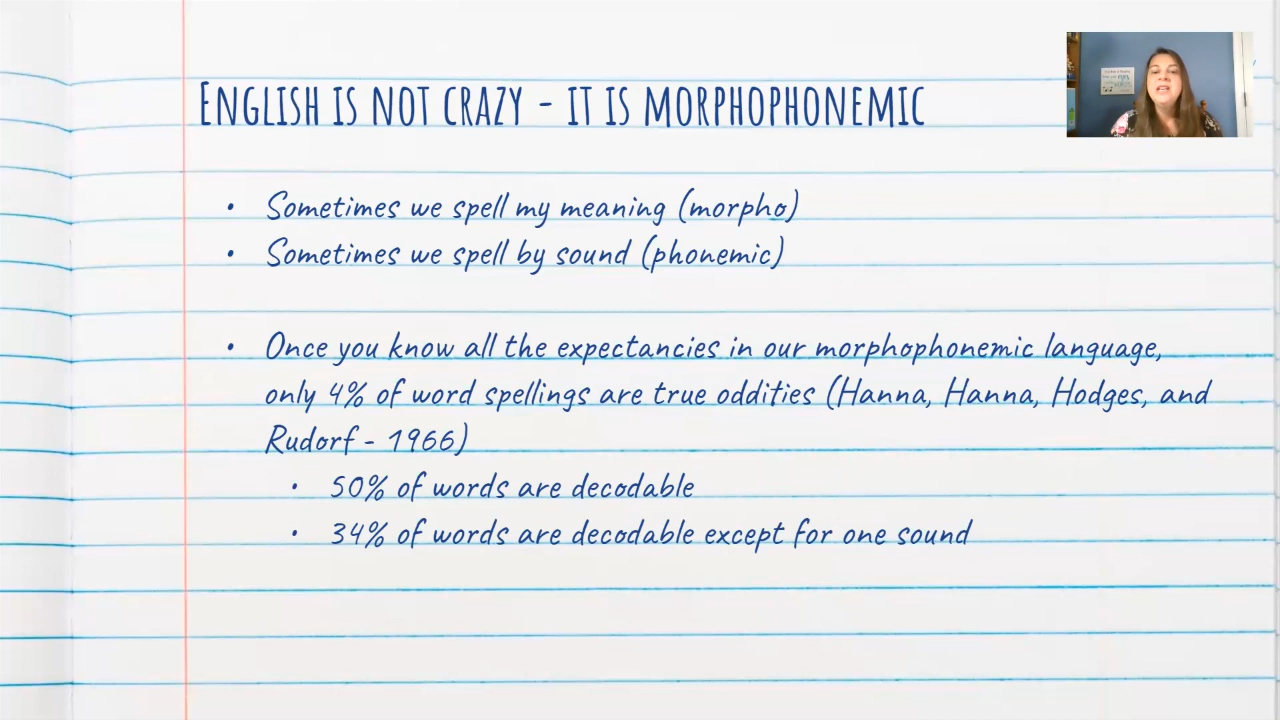 English is not crazy - it is morphophonemic
• Sometimes we spell my meaning (morpho)
• Sometimes we spell by sound (phonemic)
• Once you know all the expectancies in our morphophonemic language,
only 4% of word spellings are true oddities (Hanna, Hanna, Hodges, and
Rudorf - 1966)
• 50% of words are decodable
• 34% of words are decodable except for one sound